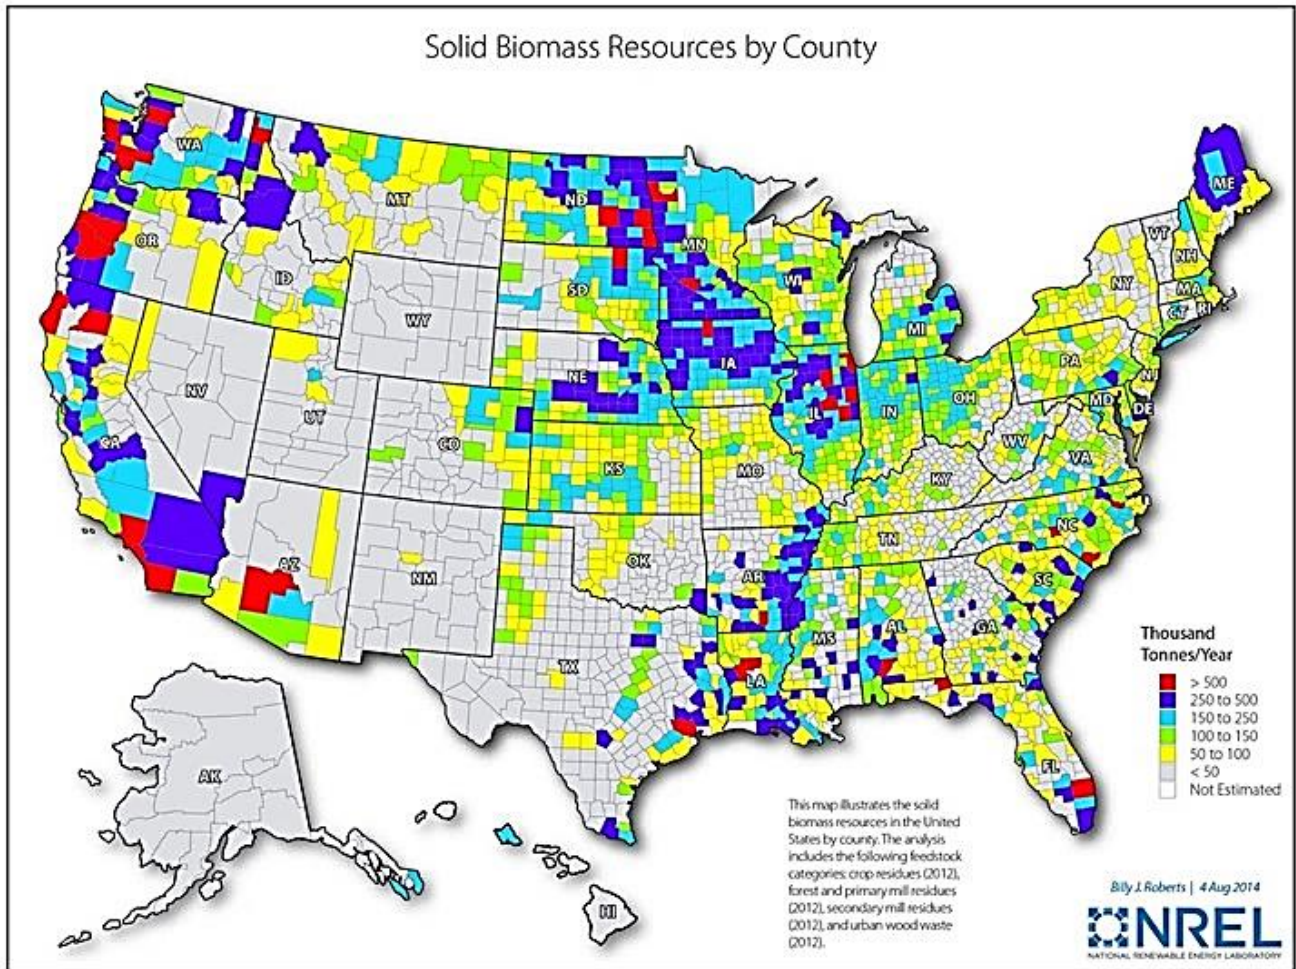 Solid Biomass Resources by County
WA
MT
ND
MN
ME
OR
ID
SD
WI
VT
NH
NY
MA
CT
RI
WY
MI
IA
PA
NJ
NV
NE
IL
IN
OH
MD
DE
UT
CO
WV
VA
CA
KS
MO
KY
NC
TN
AZ
NM
OK
AR
SC
MS
AL
GA
TX
LA
FL
AK
HI
Thousand
Tonnes/Year
> 500
250 to 500
150 to 250
100 to 150
50 to 100
< 50
Not Estimated
This map illustrates the solid
biomass resources in the United
States by county. The analysis
includes the following feedstock
categories: crop residues (2012),
forest and primary mill residues
(2012), secondary mill residues
(2012), and urban wood waste
(2012).
Billy J. Roberts | 4 Aug 2014
NREL
NATIONAL RENEWABLE ENERGY LABORATORY